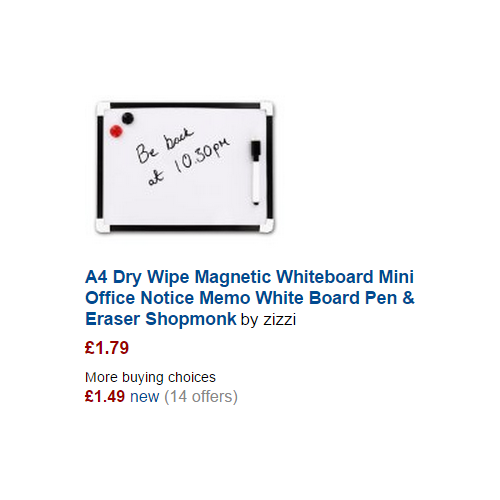 Be back
at 10.30pm
A4 Dry Wipe Magnetic Whiteboard Mini
Office Notice Memo White Board Pen &
Eraser Shopmonk by zizzi
£1.79
More buying choices
£1.49 new (14 offers)